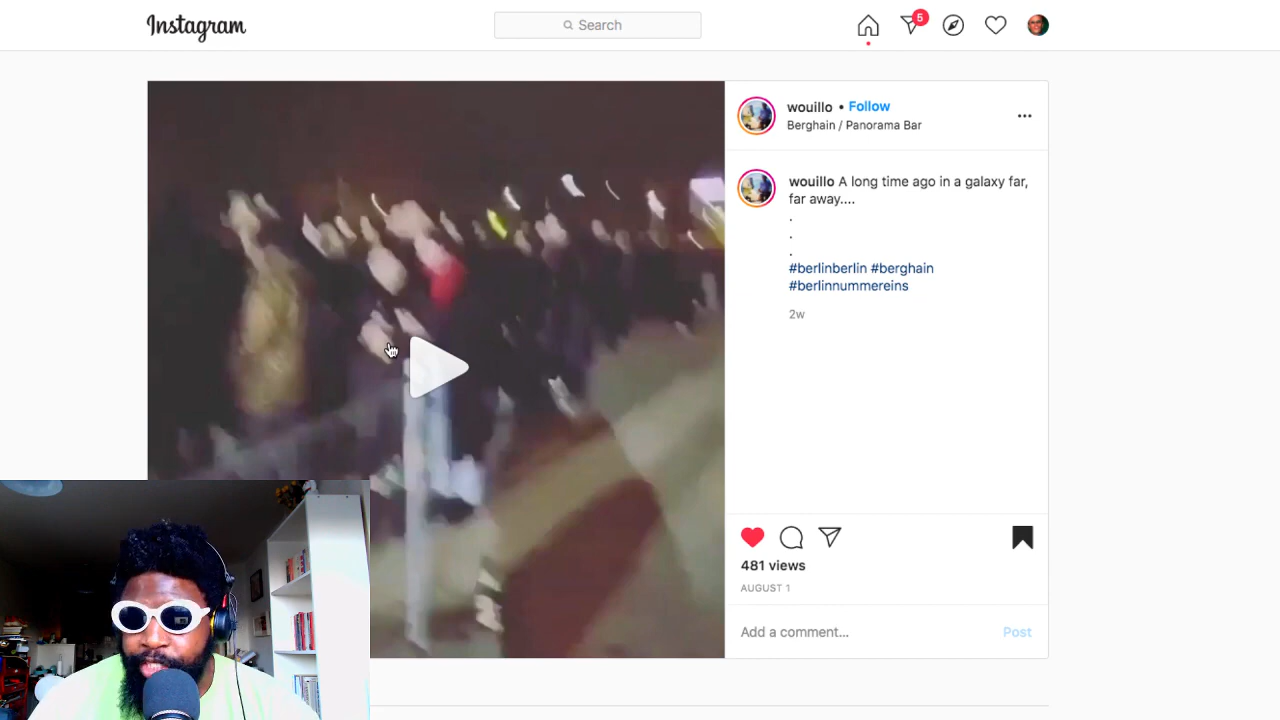 Instagram
Search
5
wouillo • Follow
Berghain / Panorama Bar
wouillo A long time ago in a galaxy far,
far away....
.
.
.
#berlinberlin #berghain
#berlinnummereins
2w
481 views
AUGUST 1
Add a comment... Post